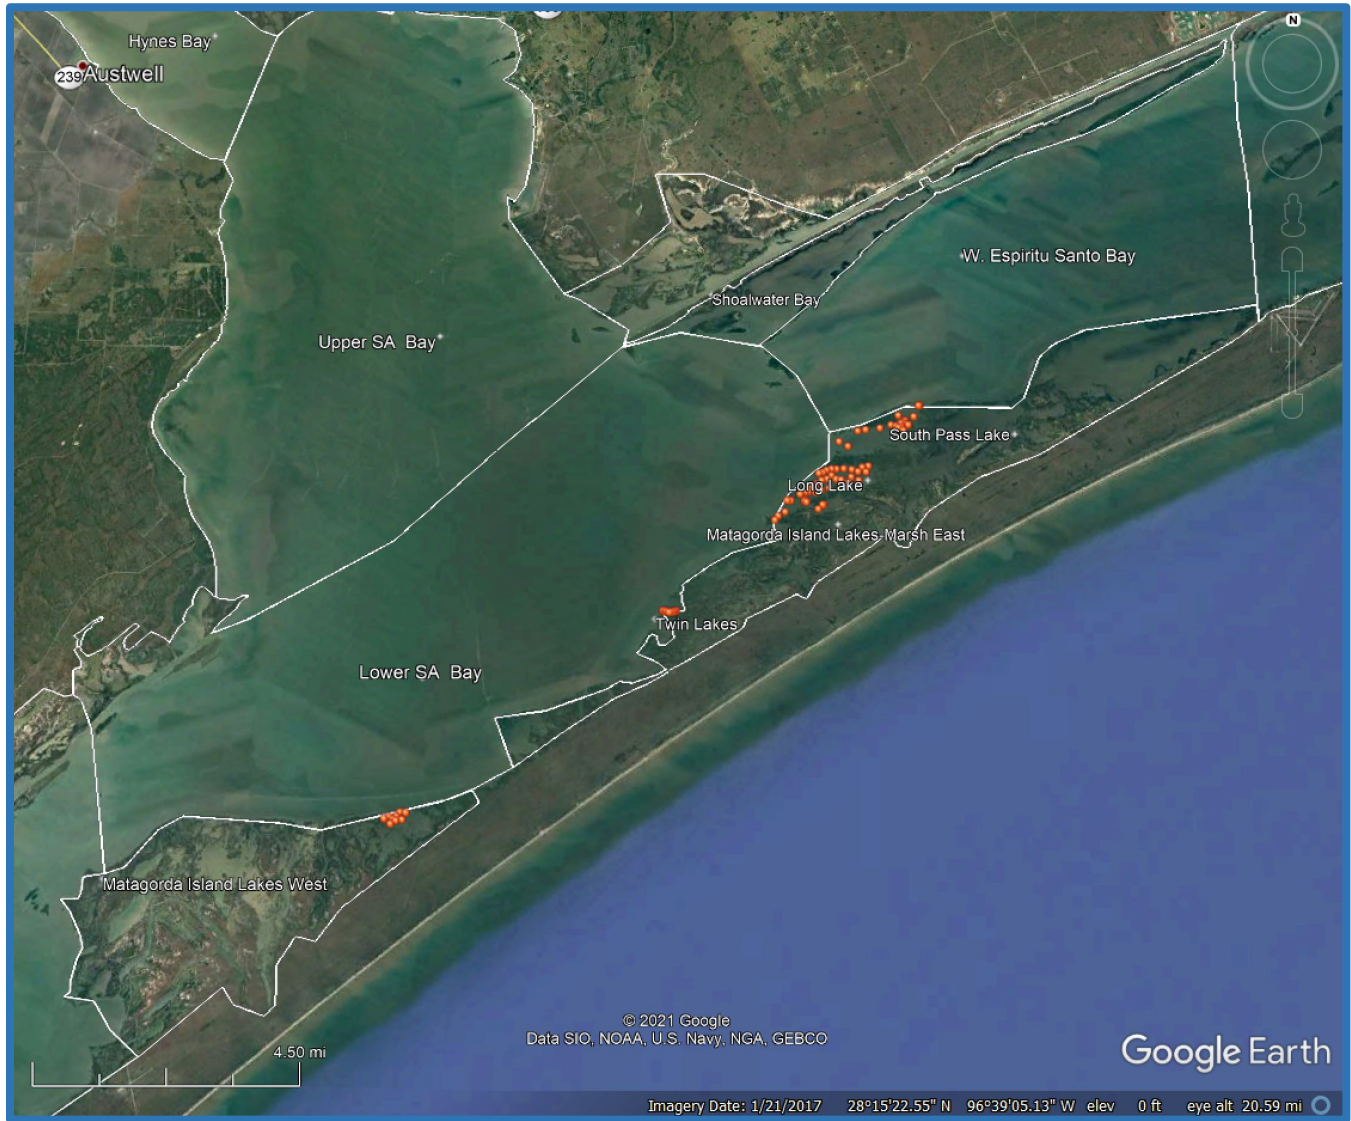 N
Hynes Bay
239
Austwell
W. Espiritu Santo Bay
Shoalwater Bay
Upper SA Bay
South Pass Lake
Long Lake
Matagorda Island Lakes-Marsh East
Twin Lakes
Lower SA Bay
Matagorda Island Lakes West
© 2021 Google
Data SIO, NOAA, U.S. Navy, NGA, GEBCO
4.50 mi
Google Earth
Imagery Date: 1/21/2017 28°15'22.55" N 96°39'05.13" W elev 0 ft eye alt 20.59 mi